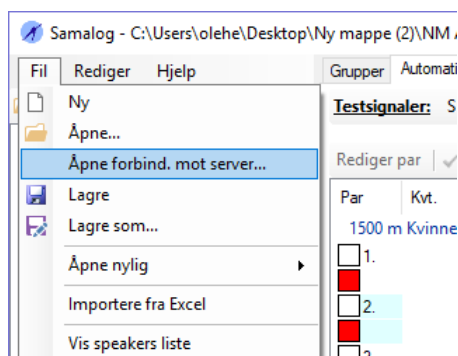 Samalog - C:\Users\olehe\Desktop\Ny mappe (2)\NM
Fil Rediger Hjelp
Grupper Automati
Ny
Testsignaler: S
Åpne...
Åpne forbind. mot server...
Rediger par
Lagre
Par Kvt.
Lagre som...
1500 m Kvinne
1.
Åpne nylig
2.
Importere fra Excel
Vis speakers liste